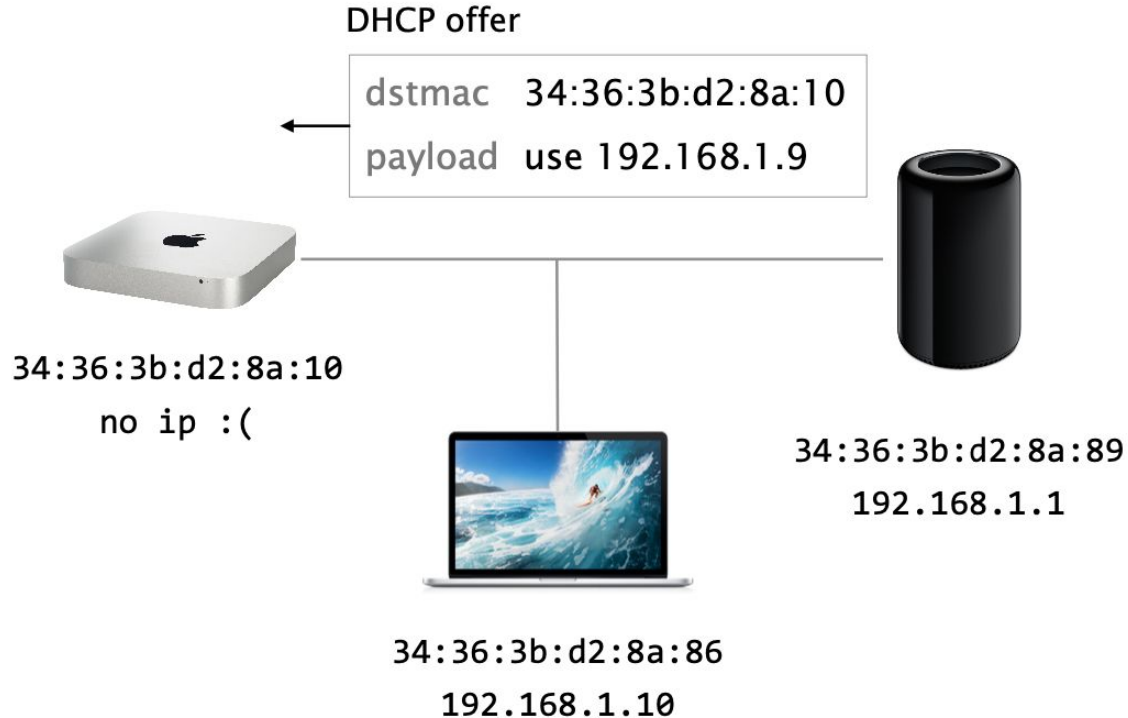 DHCP offer
dstmac 34:36:3b:d2:8a:10
payload use 192.168.1.9
34:36:3b:d2:8a:10
no ip :(
34:36:3b:d2:8a:89
192.168.1.1
34:36:3b:d2:8a:86
192.168.1.10